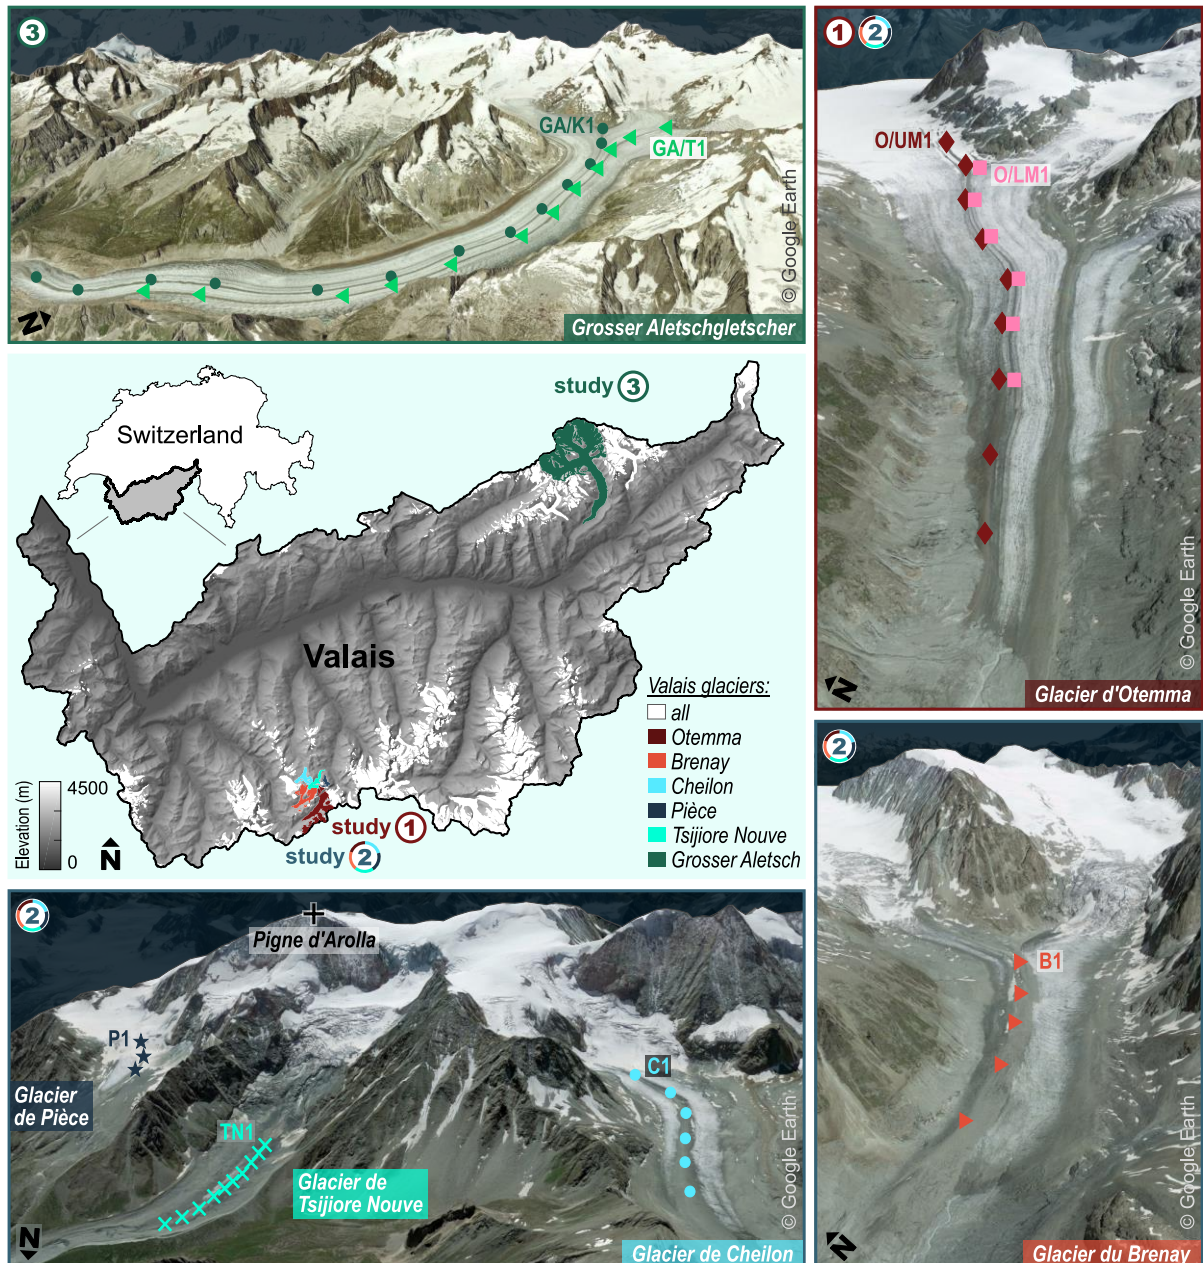 3
GA/K1
GA/T1
© Google Earth
N
Grosser Aletschgletscher
1 2
O/UM1
O/LM1
© Google Earth
N
Glacier d'Otemma
Switzerland
study 3
Valais
Valais glaciers:
all
Otemma
Brenay
Cheilon
Pièce
Tsijiore Nouve
Grosser Aletsch
Elevation (m)
4500
0
N
study 1
study 2
2
B1
© Google Earth
N
Glacier du Brenay
2
Pigne d'Arolla
P1
Glacier
de Pièce
TN1
Glacier de
Tsijiore Nouve
C1
© Google Earth
N
Glacier de Cheilon